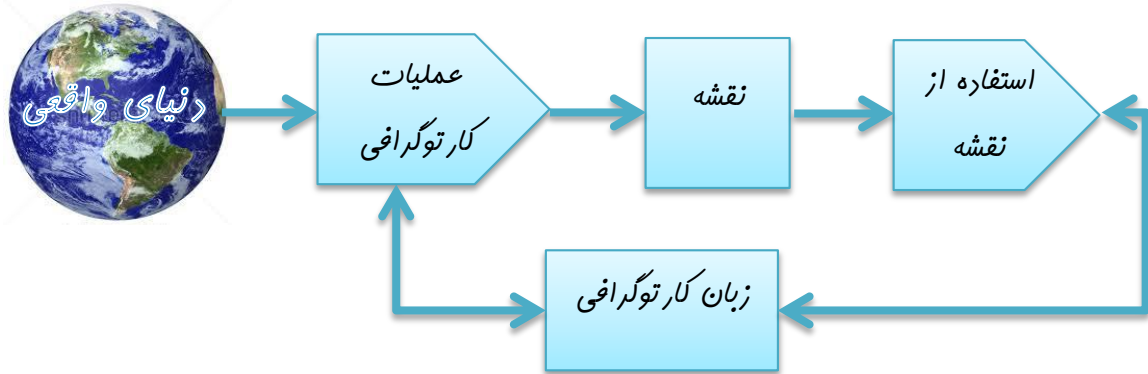 دنیای واقعی
عملیات
کارتوگرافی
نقشه
استفاده از
نقشه
زبان کارتوگرافی